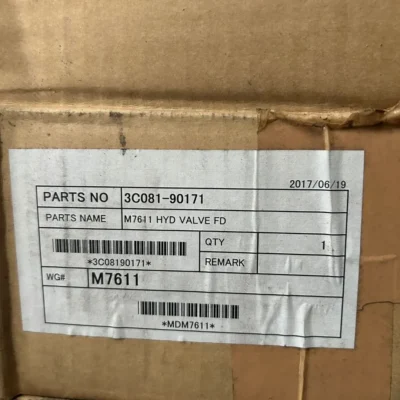 2017/06/19
PARTS NO 3C081-90171
PARTS NAME M7611 HYD VALVE FD
QTY 1
*3C08190171*
REMARK
WG# M7611
*MDM7611*